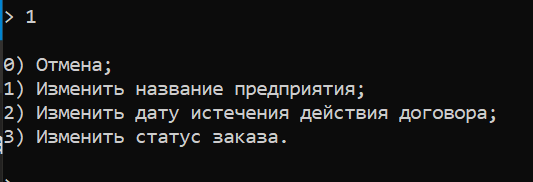 > 1
0) Отмена;
1) Изменить название предприятия;
2) Изменить дату истечения действия договора;
3) Изменить статус заказа.